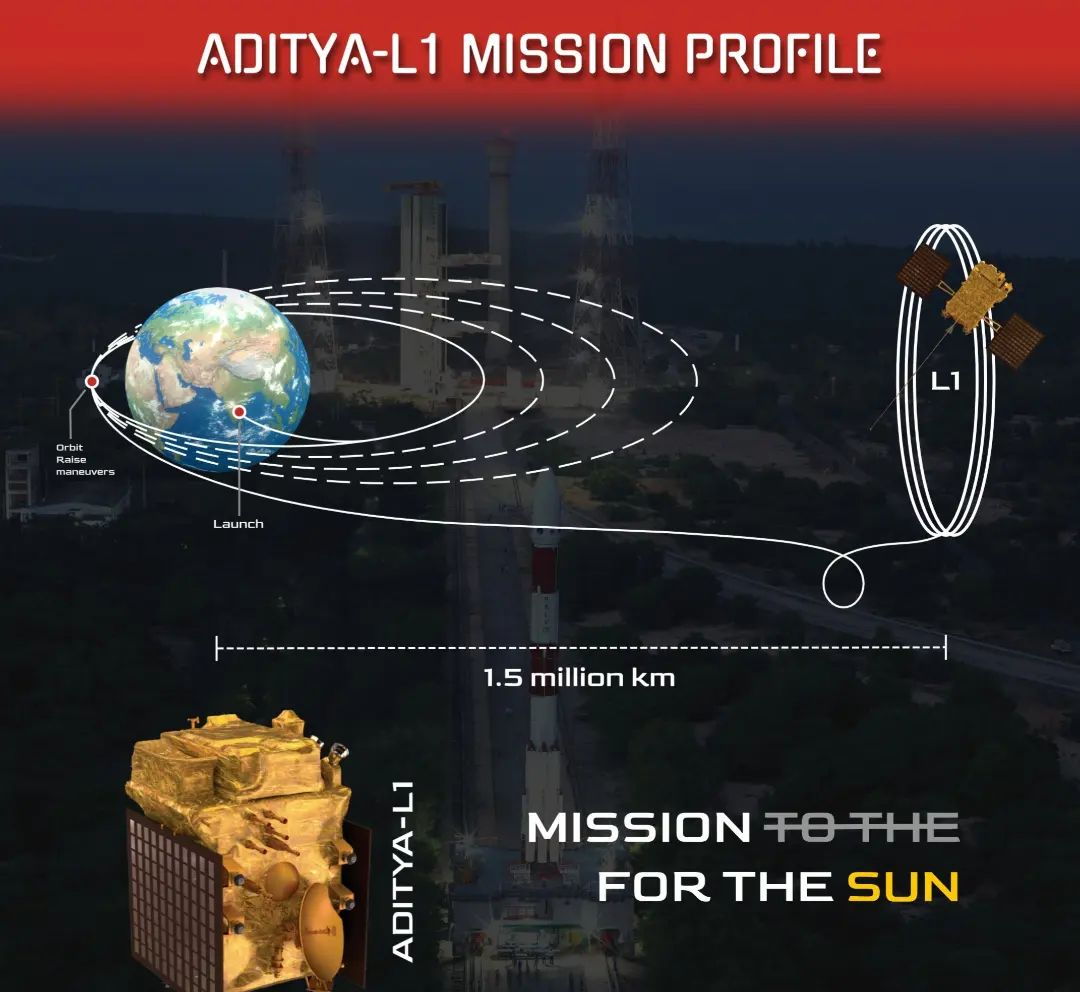 ADITYA-L1 MISSION PROFILE
L1
Orbit
Raise
maneuvers
Launch
1.5 million km
ADITYA-L1
MISSION TO THE
FOR THE SUN